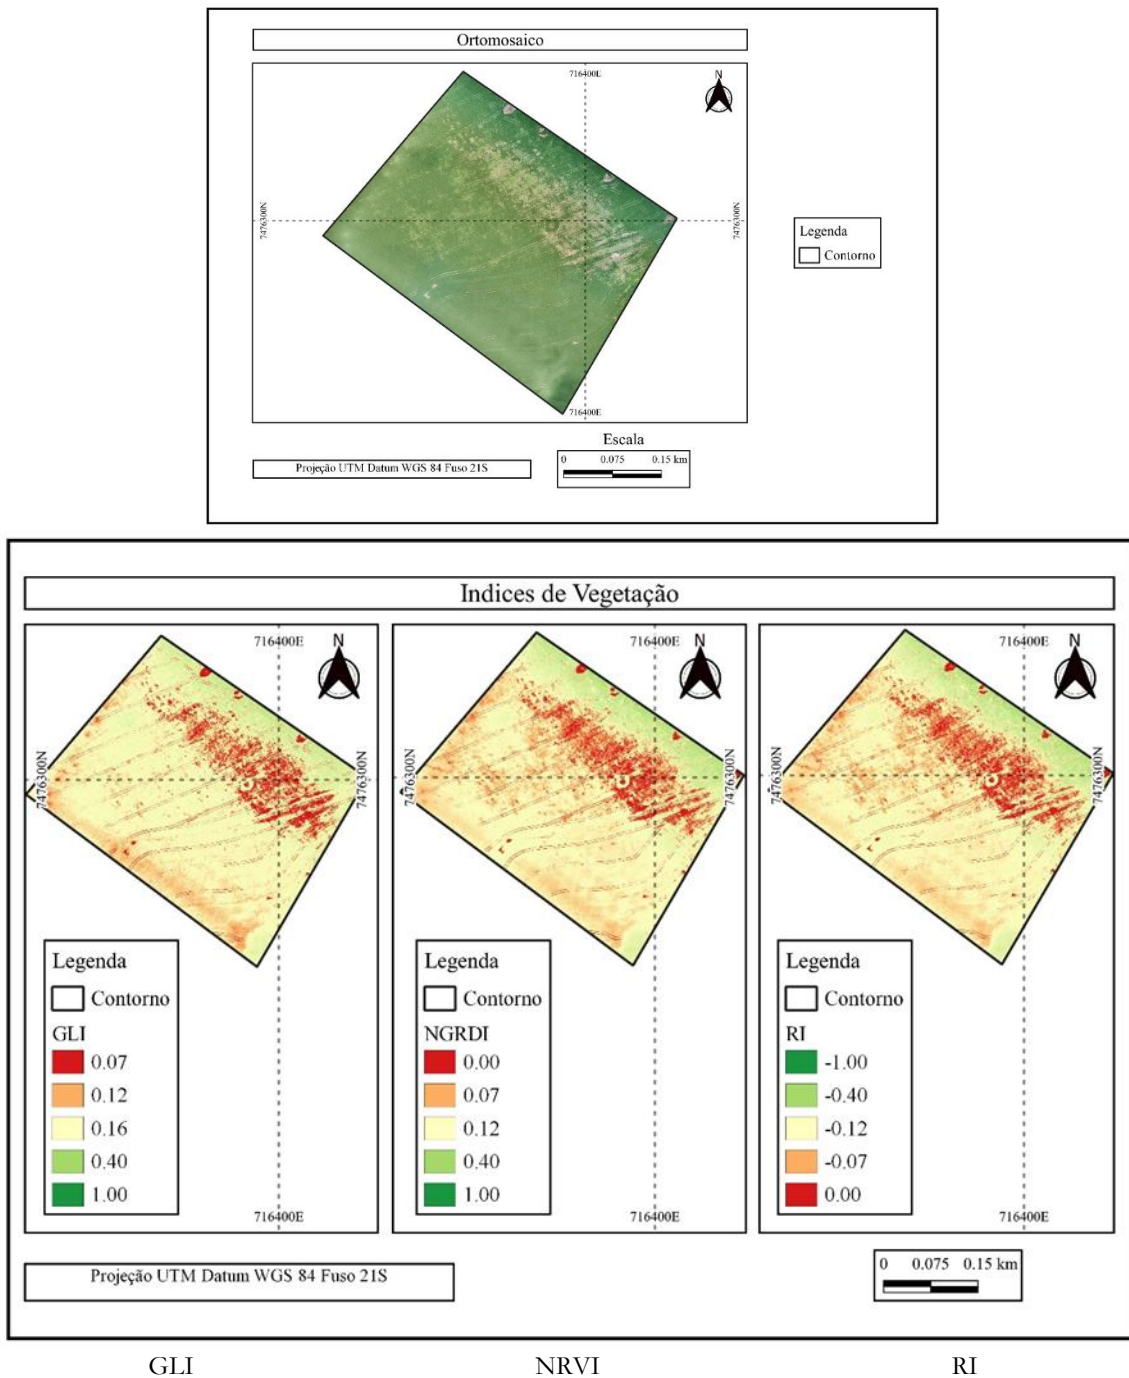 Ortomosaico
716400E
N
7476300N
7476300N
716400E
Legenda
Contorno
Escala
0 0.075 0.15 km
Projeção UTM Datum WGS 84 Fuso 21S
Indices de Vegetação
716400E
N
7476300N
7476300N
Legenda
Contorno
GLI
0.07
0.12
0.16
0.40
1.00
716400E
716400E
N
7476300N
7476300N
Legenda
Contorno
NGRDI
0.00
0.07
0.12
0.40
1.00
716400E
716400E
N
7476300N
7476300N
Legenda
Contorno
RI
-1.00
-0.40
-0.12
-0.07
0.00
716400E
Projeção UTM Datum WGS 84 Fuso 21S
0 0.075 0.15 km
GLI NRVI RI